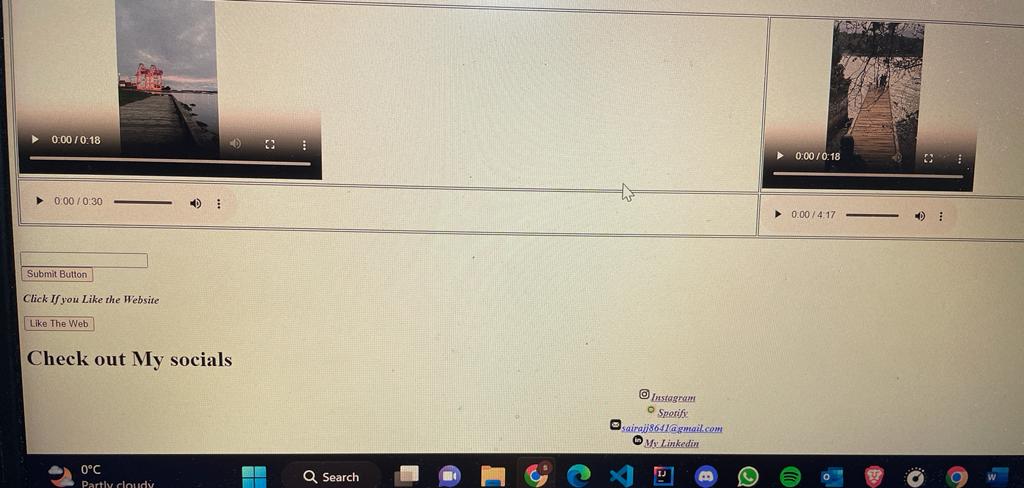 0:00 / 0:18
0:00 / 0:18
0:00 / 0:30
0:00 / 4:17
Submit Button
Click If you Like the Website
Like The Web
Check out My socials
Instagram
Spotify
sairajj8641@gmail.com
My Linkedin
0°C
Partly cloudy
Search